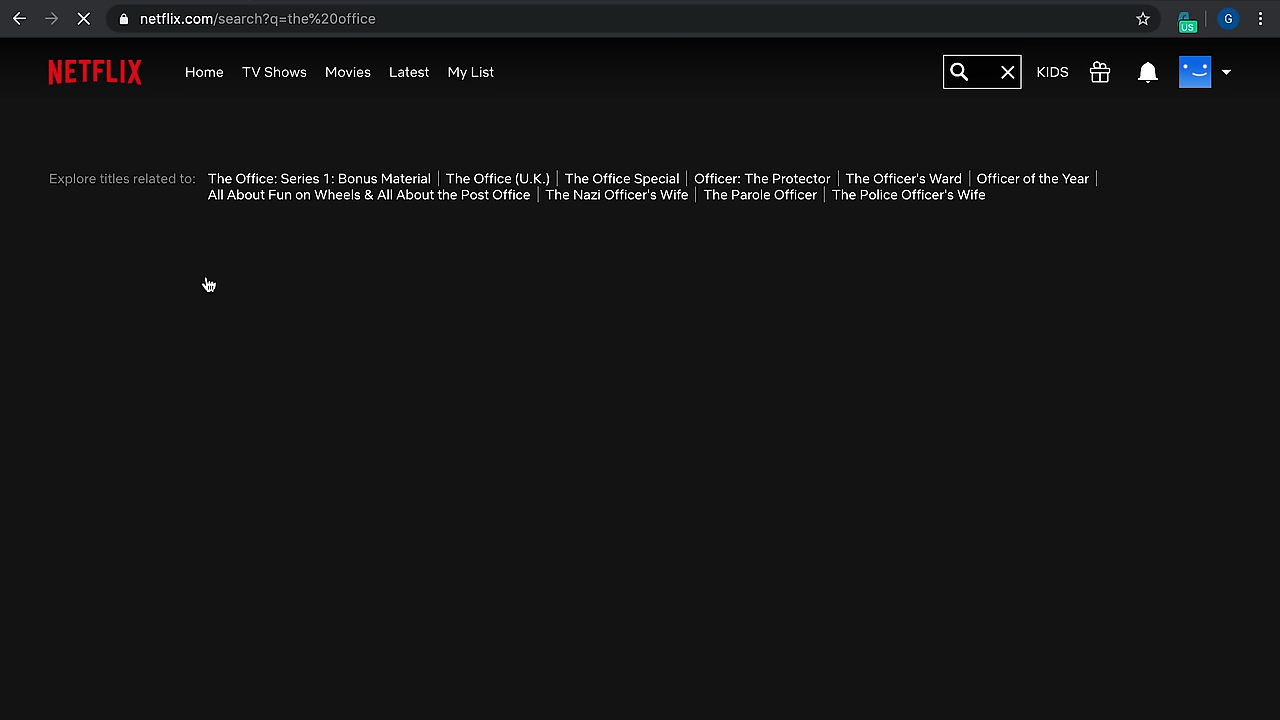 netflix.com/search?q=the%20office
G
US
NETFLIX Home TV Shows Movies Latest My List KIDS
Explore titles related to: The Office: Series 1: Bonus Material | The Office (U.K.) | The Office Special | Officer: The Protector | The Officer's Ward | Officer of the Year |
All About Fun on Wheels & All About the Post Office | The Nazi Officer's Wife | The Parole Officer | The Police Officer's Wife